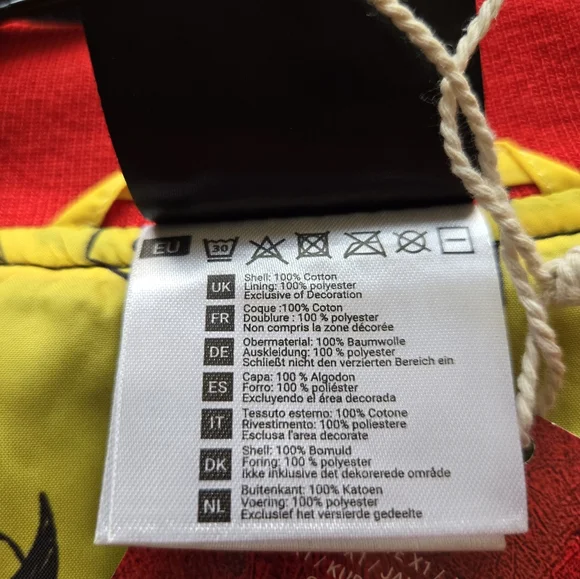 EU 30
UK Shell: 100% Cotton
Lining: 100% polyester
Exclusive of Decoration
FR Coque :100% Coton
Doublure : 100 % polyester
Non compris la zone décorée
DE Obermaterial: 100% Baumwolle
Auskleidung: 100% polyester
Schließt nicht den verzierten Bereich ein
ES Capa: 100 % Algodon
Forro: 100 % poliéster
Excluyendo el área decorada
IT Tessuto esterno: 100% Cotone
Rivestimento: 100% poliestere
Esclusa l'area decorate
DK Shell: 100% Bomuld
Foring: 100 % polyester
Ikke inklusive det dekorerede område
NL Buitenkant: 100% Katoen
Voering: 100% polyester
Exclusief het versierde gedeelte